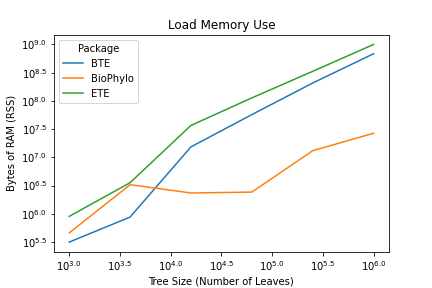 Load Memory Use
Package
BTE
BioPhylo
ETE
Bytes of RAM (RSS)
10^9.0
10^8.5
10^8.0
10^7.5
10^7.0
10^6.5
10^6.0
10^5.5
10^3.0 10^3.5 10^4.0 10^4.5 10^5.0 10^5.5 10^6.0
Tree Size (Number of Leaves)